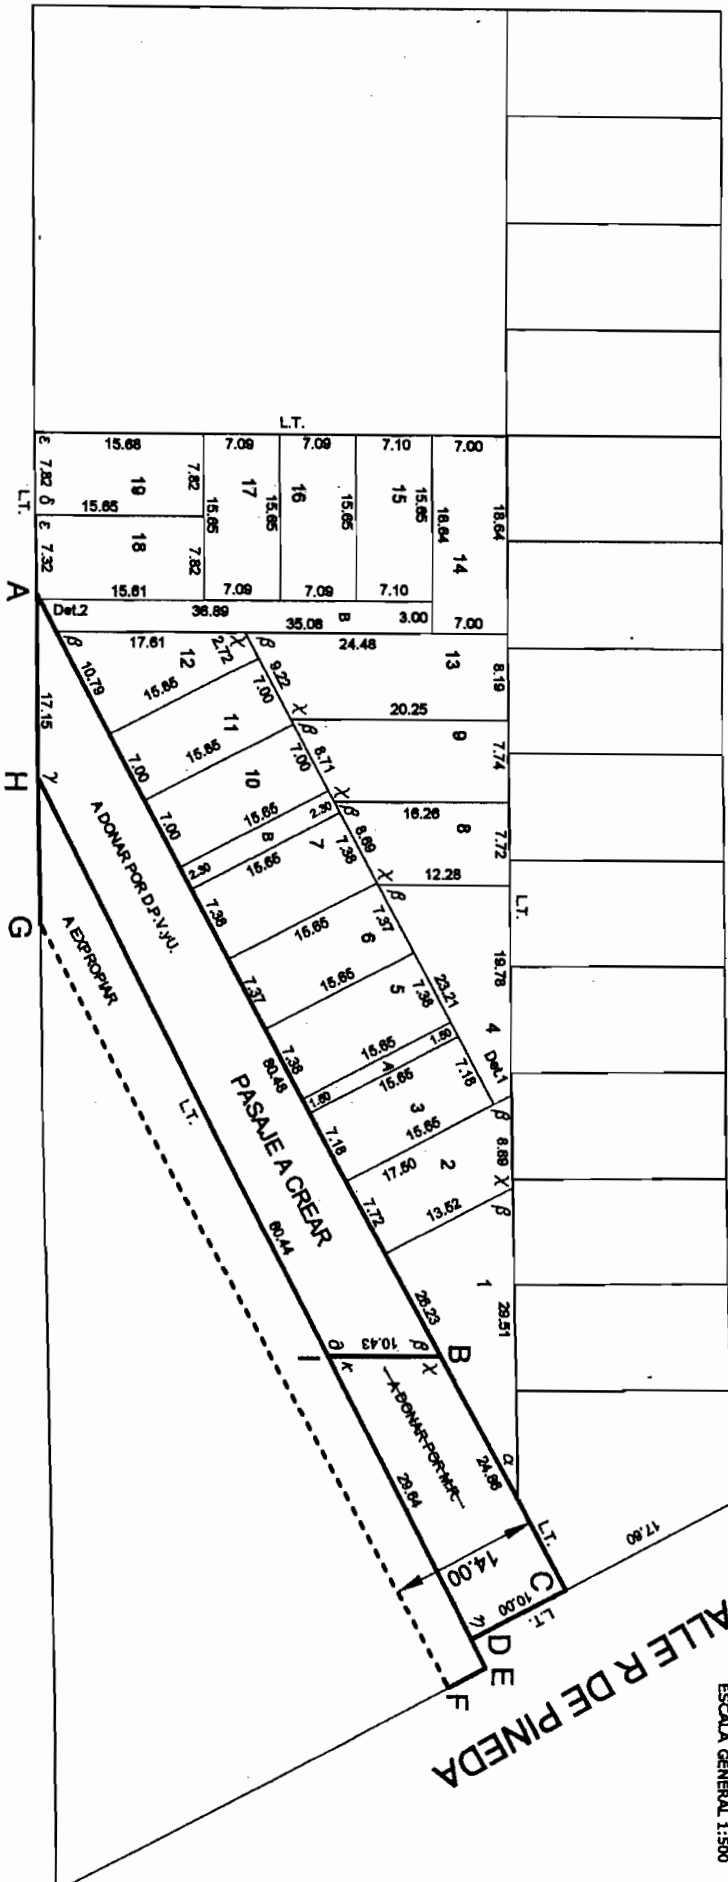 ESCALA GENERAL 1:500
ALLE R DE PINEDA
17.60
L.T.
15.68
7.09
7.09
7.10
7.00
ε
7.82
δ
19
7.82
17
16
15.65
15
15.65
18.64
14
18.64
L.T.
15.65
15.65
15.65
ε
7.32
18
7.82
15.61
7.09
7.09
7.10
A
Det.2
36.89
35.08
B
3.00
7.00
β
17.61
χ
β
24.48
13
8.19
10.79
12
2.72
9.22
15.65
7.00
χ
β
20.25
9
7.74
17.15
11
15.65
7.00
7.00
8.71
χ
β
16.26
8
7.72
H
γ
10
15.65
2.30
7.00
B
15.65
7
7.38
8.69
χ
β
12.28
2.30
L.T.
G
A DONAR POR D.P.V.yU.
7.38
15.65
6
7.37
19.78
A EXPROPIAR
7.37
15.65
5
7.38
23.21
4
Det.1
7.38
15.65
A
1.50
15.65
7.18
β
80.48
1.50
3
15.65
8.89
χ
β
L.T.
PASAJE A CREAR
7.18
17.50
2
7.72
13.52
60.44
26.23
1
29.51
I
∂
κ
10.43
β
χ
B
A DONAR POR M.R.
29.64
24.86
α
L.T.
14.00
C
10.00
L.T.
η
D
E
F